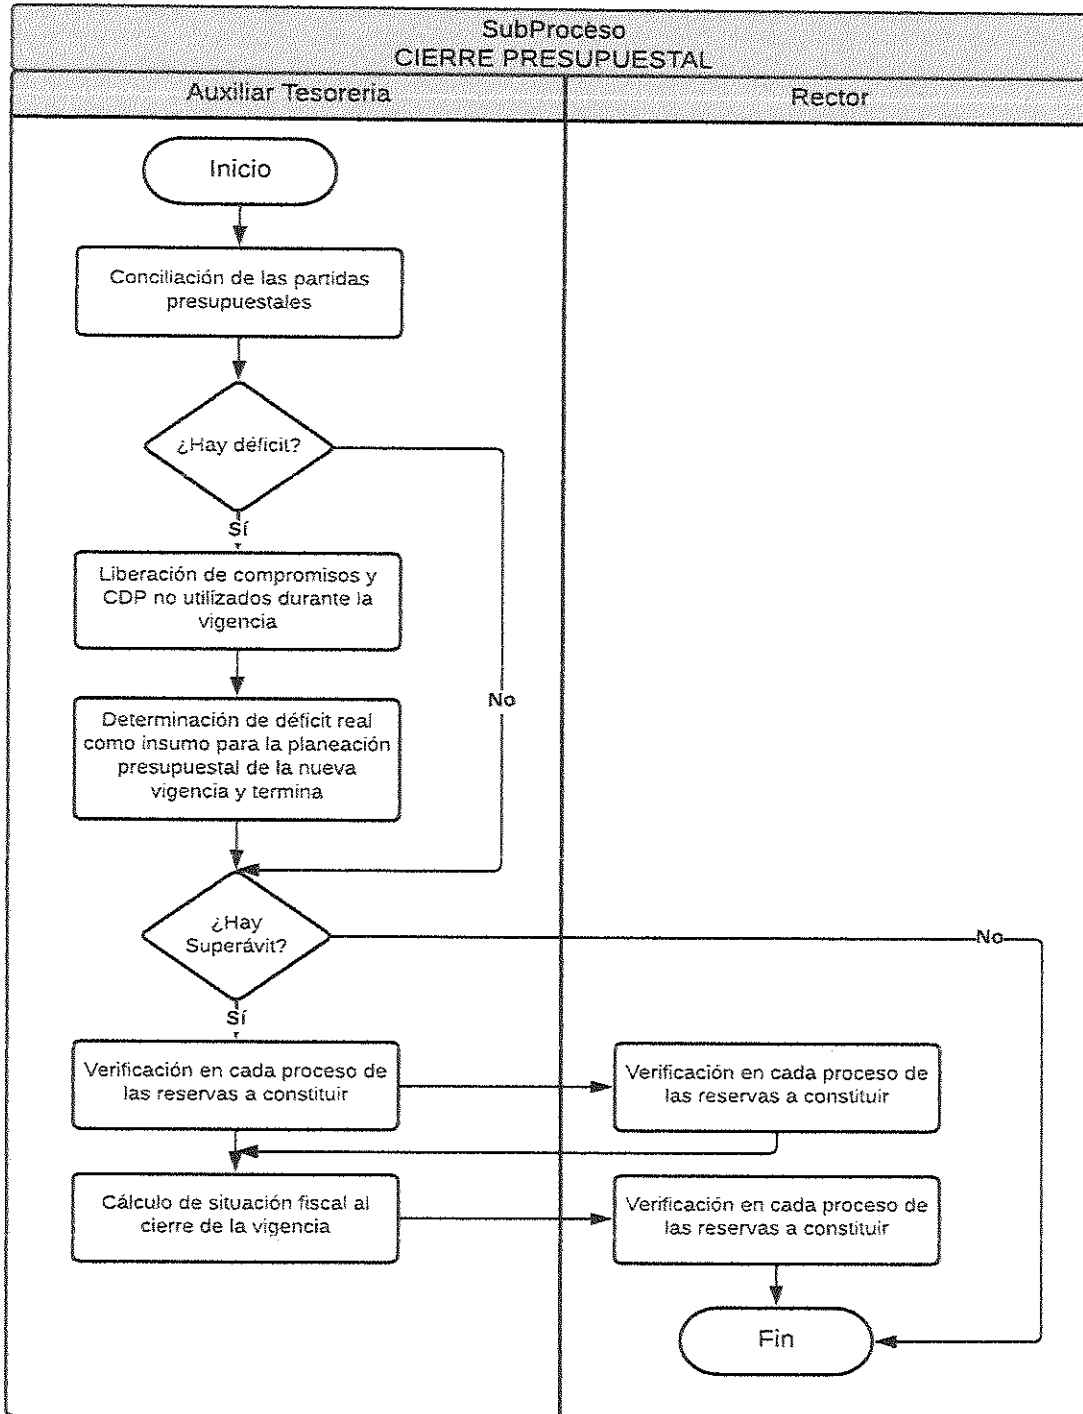 SubProceso
CIERRE PRESUPUESTAL
Auxiliar Tesoreria
Rector
Inicio
Conciliación de las partidas
presupuestales
¿Hay déficit?
Sí
Liberación de compromisos y
CDP no utilizados durante la
vigencia
No
Determinación de déficit real
como insumo para la planeación
presupuestal de la nueva
vigencia y termina
¿Hay
Superávit?
No
Sí
Verificación en cada proceso de
las reservas a constituir
Verificación en cada proceso de
las reservas a constituir
Cálculo de situación fiscal al
cierre de la vigencia
Verificación en cada proceso de
las reservas a constituir
Fin